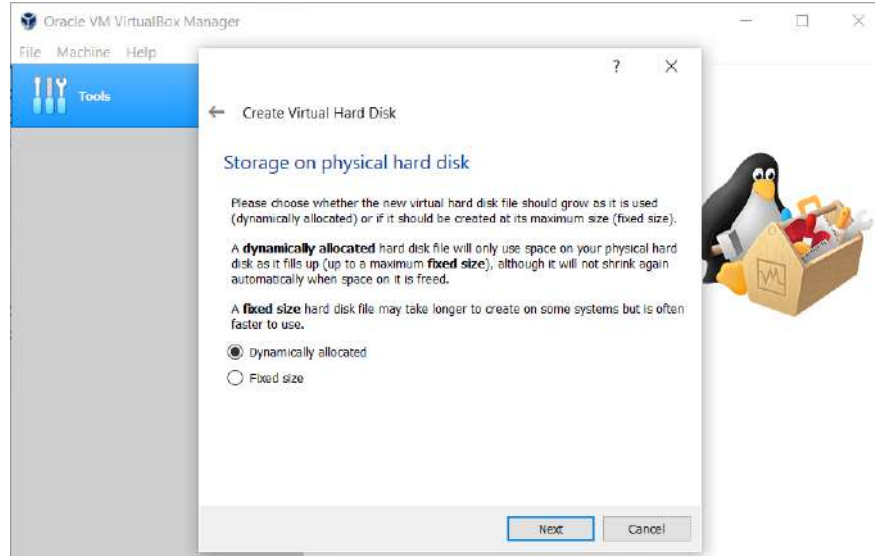 Oracle VM VirtualBox Manager
File Machine Help
Tools
?
Create Virtual Hard Disk
Storage on physical hard disk
Please choose whether the new virtual hard disk file should grow as it is used
(dynamically allocated) or if it should be created at its maximum size (fixed size).
A dynamically allocated hard disk file will only use space on your physical hard
disk as it fills up (up to a maximum fixed size), although it will not shrink again
automatically when space on it is freed.
A fixed size hard disk file may take longer to create on some systems but is often
faster to use.
Dynamically allocated
Fixed size
Next Cancel